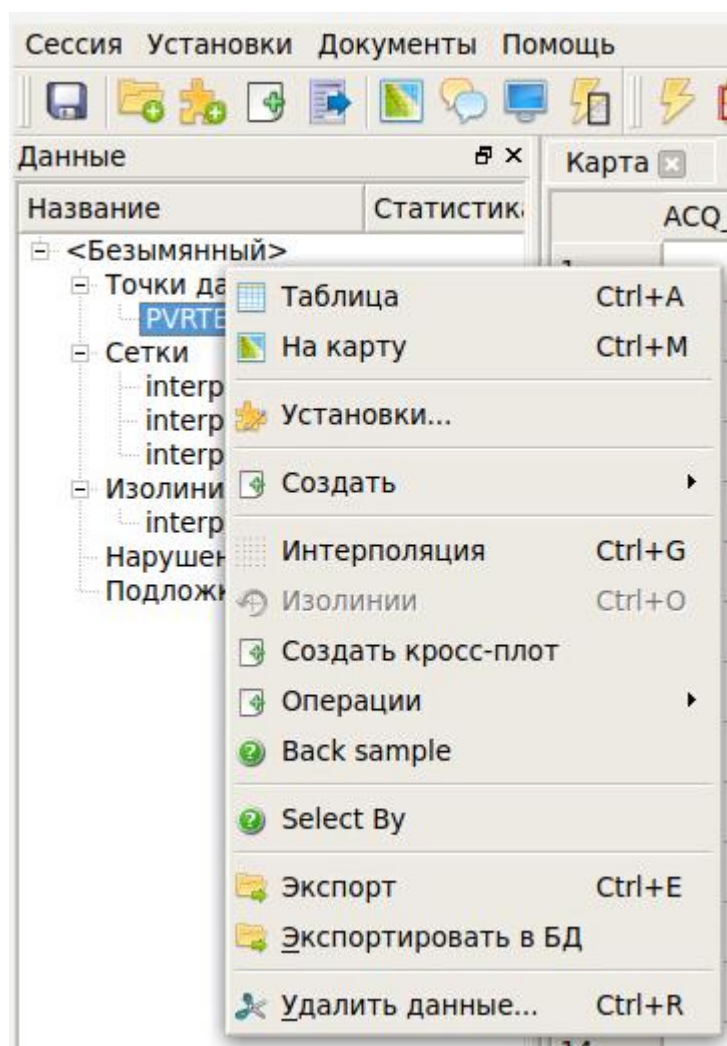 Сессия Установки Документы Помощь
Данные
Карта
Название Статистик
ACQ_
<Безымянный>
Точки да
PVRTE
Сетки
interp
interp
interp
Изолини
interp
Нарушен
Подложк
Таблица Ctrl+A
На карту Ctrl+M
Установки...
Создать
Интерполяция Ctrl+G
Изолинии Ctrl+O
Создать кросс-плот
Операции
Back sample
Select By
Экспорт Ctrl+E
Экспортировать в БД
Удалить данные... Ctrl+R
14